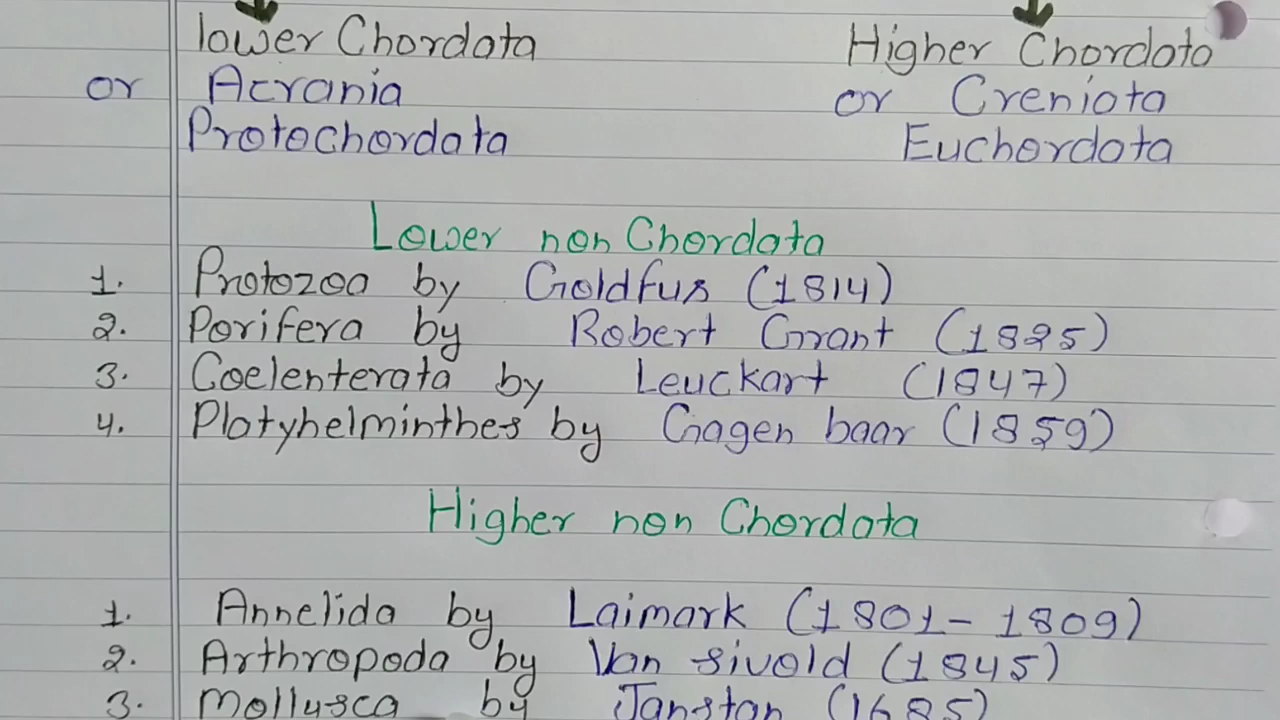 lower Chordata Higher Chordata
or Acrania or Creniota
Protochordata Euchordata
Lower non Chordata
1. Protozoa by Goldfus (1814)
2. Porifera by Robert Grant (1825)
3. Coelenterata by Leuckart (1847)
4. Platyhelminthes by Gagen baar (1859)
Higher non Chordata
1. Annelida by Laimark (1801-1809)
2. Arthropoda by Van sivold (1845)
3. Mollusca by Janstan (1685)